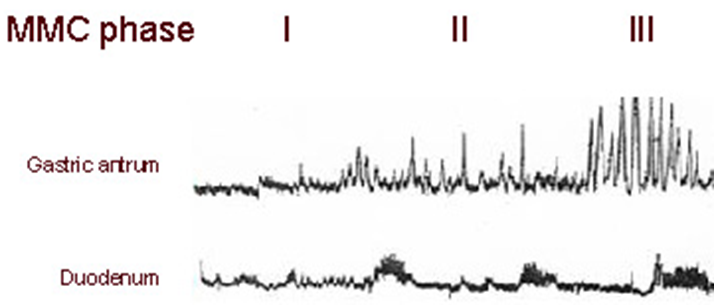 MMC phase I II III
Gastric antrum
Duodenum